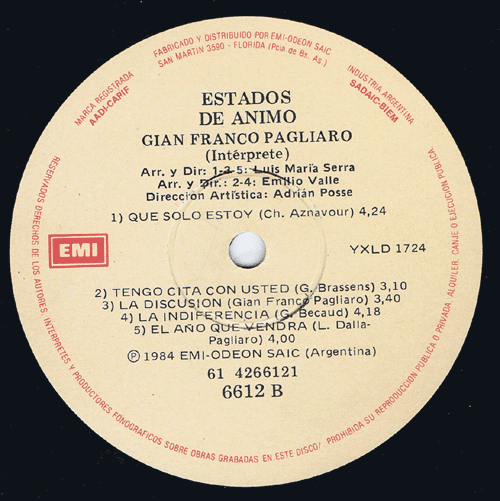 FABRICADO Y DISTRIBUIDO POR EMI-ODEON SAIC
SAN MARTIN 3590 - FLORIDA (Pcia de Bs. As.)
MARCA REGISTRADA
AADI-CARIF
INDUSTRIA ARGENTINA
SADAIC-BIEM
ESTADOS
DE ANIMO
GIAN FRANCO PAGLIARO
(Intérprete)
Arr. y Dir: 1-3-5: Luis María Serra
Arr. y Dir.: 2-4: Emilio Valle
Dirección Artística: Adrián Posse
1) QUE SOLO ESTOY (Ch. Aznavour) 4,24
EMI
YXLD 1724
2) TENGO CITA CON USTED (G. Brassens) 3,10
3) LA DISCUSION (Gian Franco Pagliaro) 3,40
4) LA INDIFERENCIA (G. Becaud) 4,18
5) EL AÑO QUE VENDRA (L. Dalla-
Pagliaro) 4,00
Ⓟ 1984 EMI-ODEON SAIC (Argentina)
61 4266121
6612 B
RESERVADOS DERECHOS DE LOS AUTORES, INTERPRETES Y PRODUCTORES FONOGRAFICOS SOBRE OBRAS GRABADAS EN ESTE DISCO/ PROHIBIDA SU REPRODUCCION PUBLICA O PRIVADA, ALQUILER, CANJE O EJECUCION PUBLICA